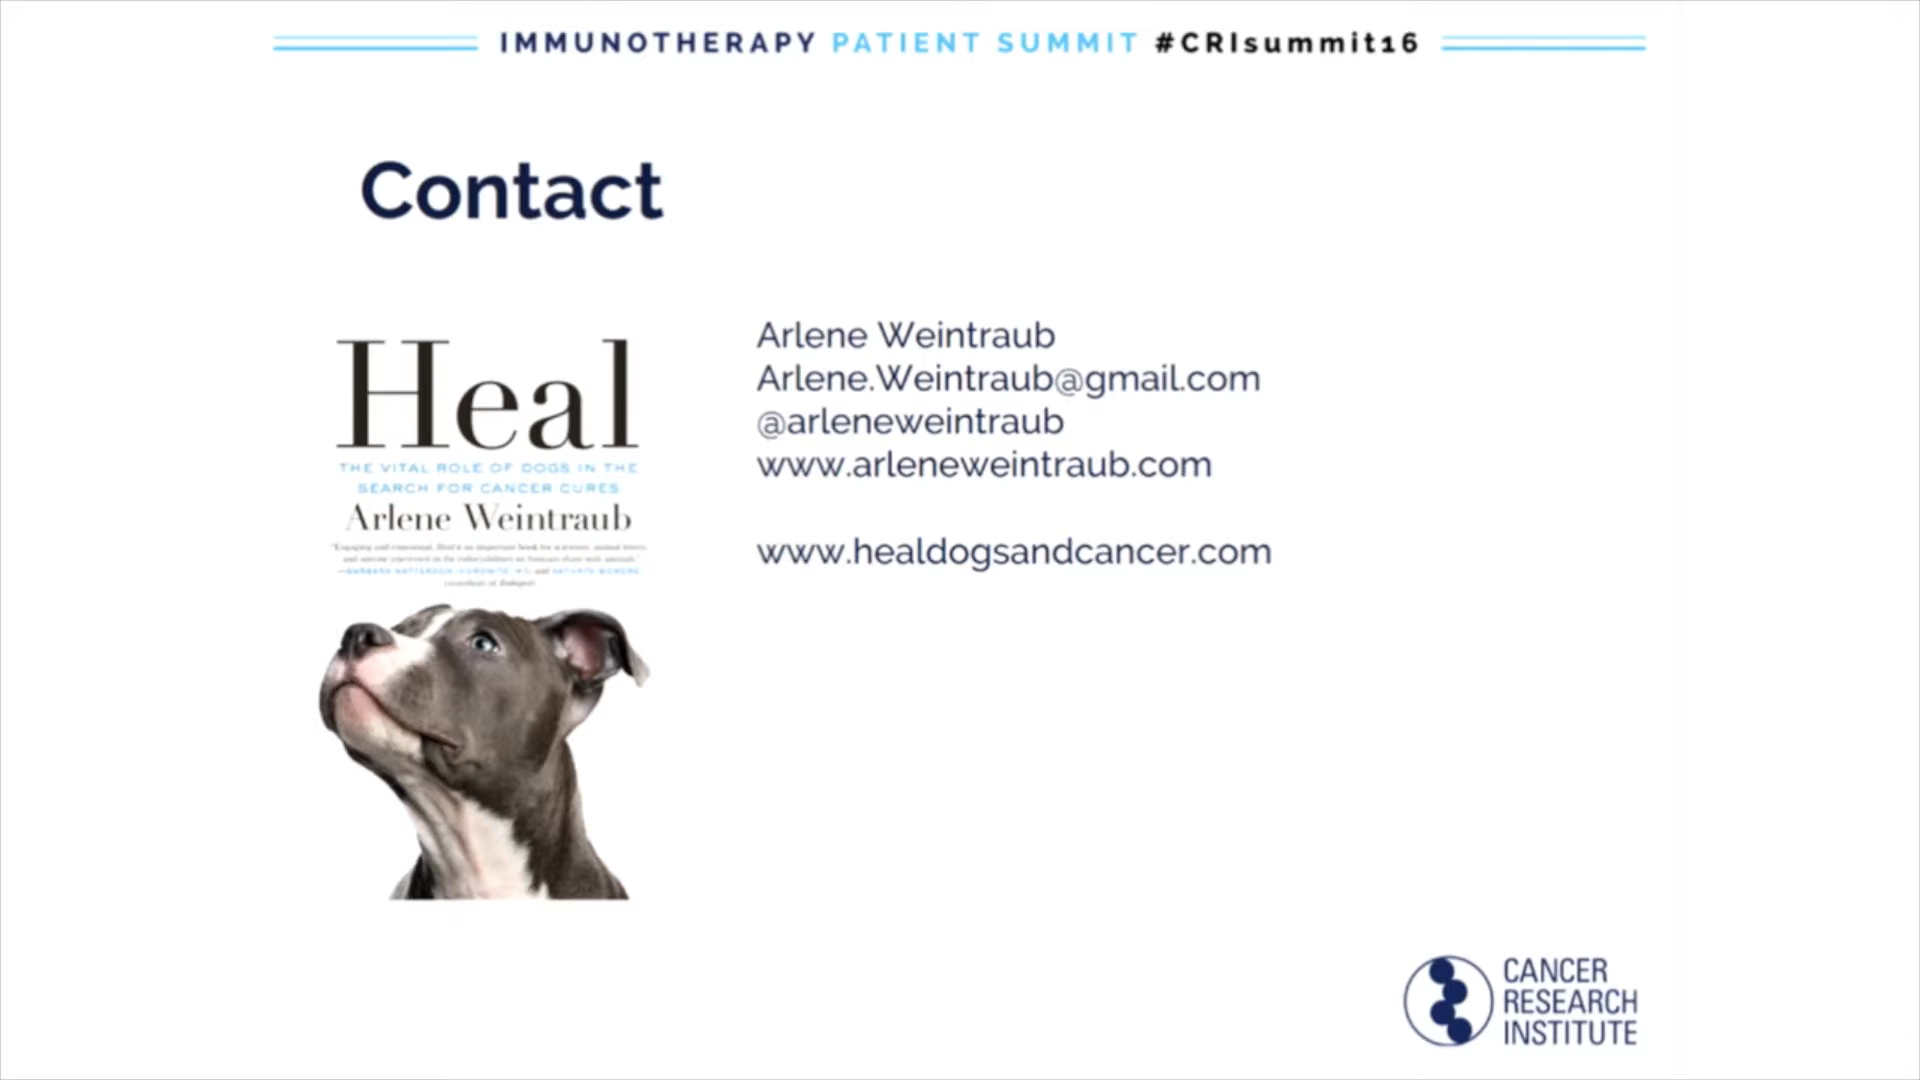 IMMUNOTHERAPY PATIENT SUMMIT #CRIsummit16
Contact
Heal
THE VITAL ROLE OF DOGS IN THE
SEARCH FOR CANCER CURES
Arlene Weintraub
Arlene Weintraub
Arlene.Weintraub@gmail.com
@arleneweintraub
www.arleneweintraub.com
www.healdogsandcancer.com
CANCER
RESEARCH
INSTITUTE